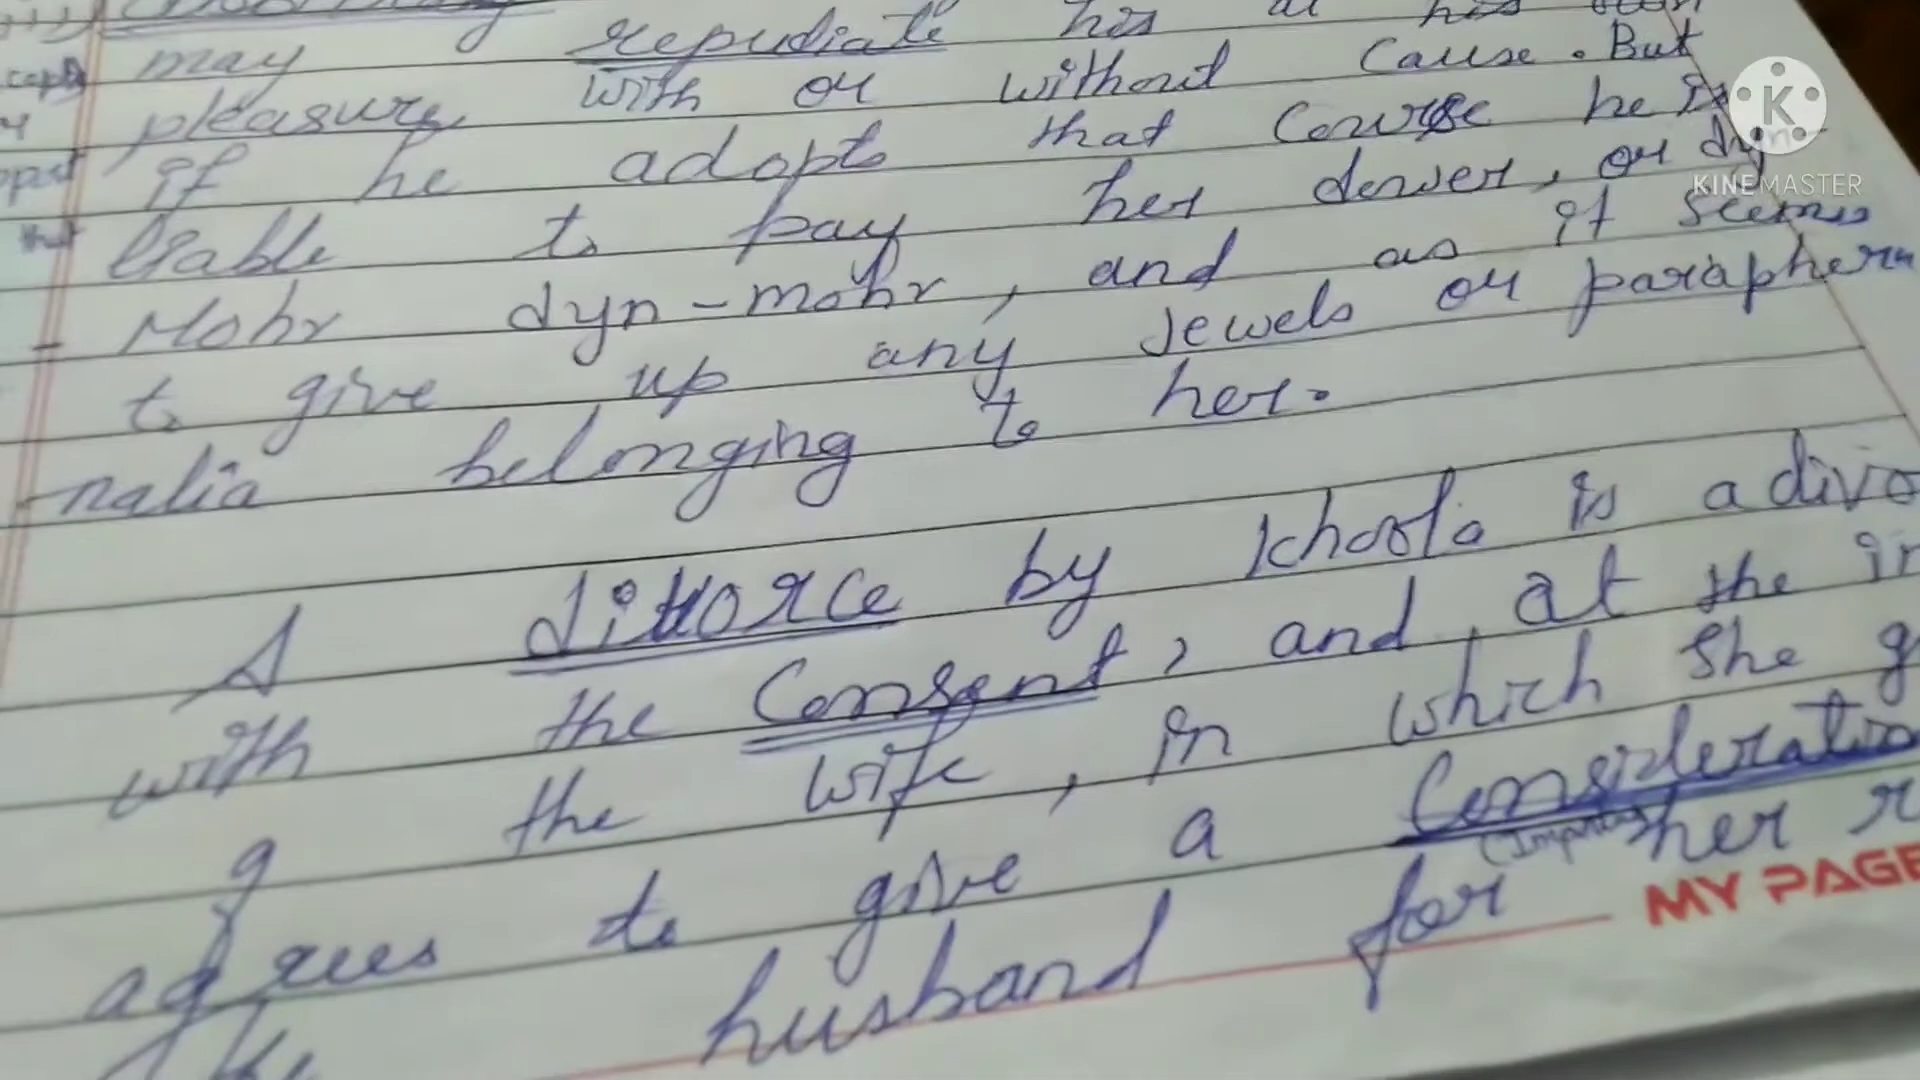 may repudiate his at his own
pleasure, with or without cause. But
if he adopts that course he is
liable to pay her dower, or dyn
Mohr dyn-mohr, and as it seems
to give up any Jewels or parapher
-nalia belonging to her.
A divorce by khoola is a divo
with the Consent, and, at the in
g the wife, in which she g
agrees to give a Consideratio
the husband for her r
MY PAGE
K
KINEMASTER